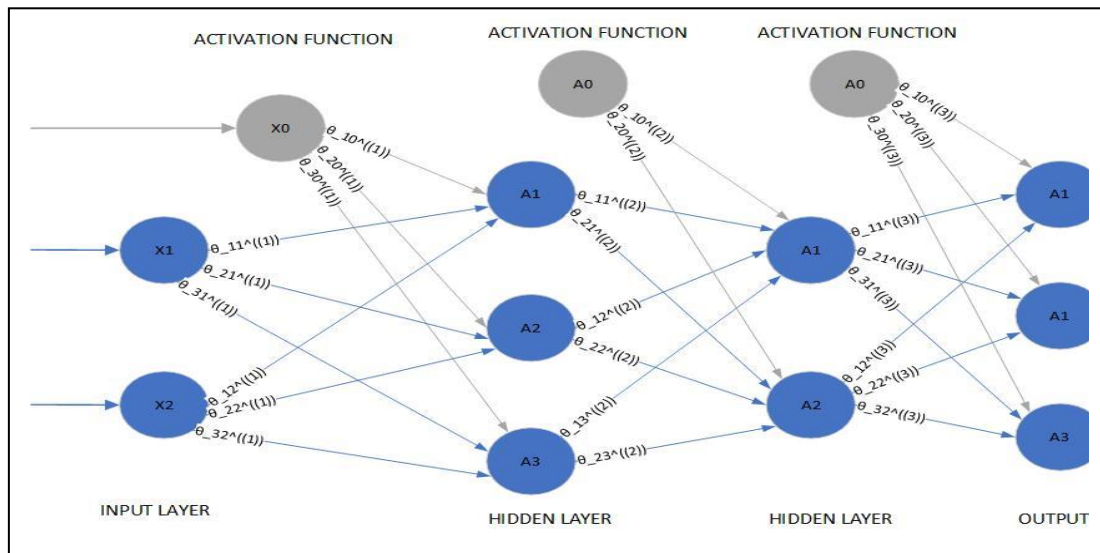 ACTIVATION FUNCTION
ACTIVATION FUNCTION
ACTIVATION FUNCTION
X0
A0
A0
θ_10^((1))
θ_20^((1))
θ_30^((1))
θ_10^((2))
θ_20^((2))
θ_10^((3))
θ_20^((3))
θ_30^((3))
X1
θ_11^((1))
θ_21^((1))
θ_31^((1))
A1
θ_11^((2))
θ_21^((2))
A1
θ_11^((3))
θ_21^((3))
θ_31^((3))
A1
A2
θ_12^((2))
θ_22^((2))
A1
X2
θ_12^((1))
θ_22^((1))
θ_32^((1))
A2
θ_12^((3))
θ_22^((3))
θ_32^((3))
A3
θ_13^((2))
θ_23^((2))
A3
INPUT LAYER
HIDDEN LAYER
HIDDEN LAYER
OUTPUT